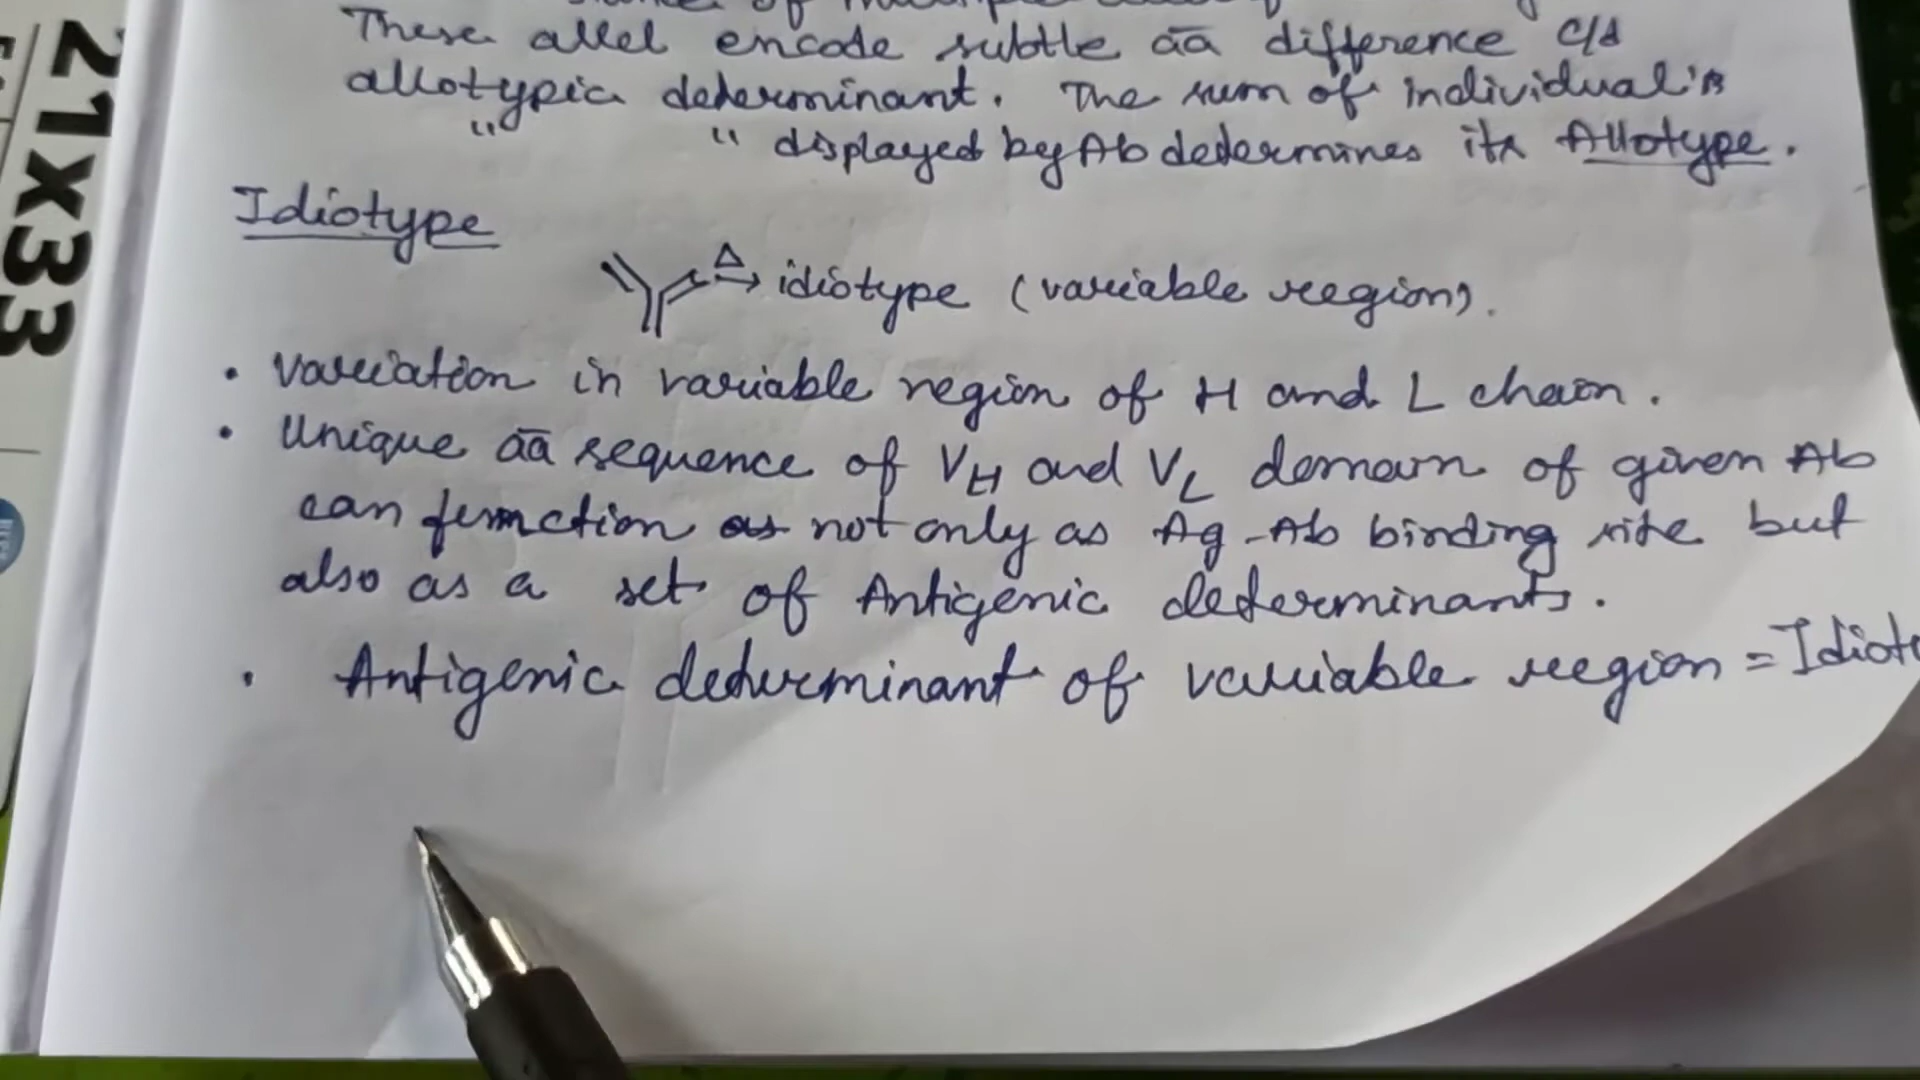 These allel encode subtle āā difference c/d
allotypic determinant. The sum of individual's
" " displayed by Ab determines its Allotype.
Idiotype
→ idiotype (variable region).
• Variation in variable region of H and L chain.
• Unique āā sequence of VH and VL domain of given Ab
can function as not only as Ag-Ab binding site but
also as a set of Antigenic determinants.
• Antigenic determinant of variable region = Idiot
21x33